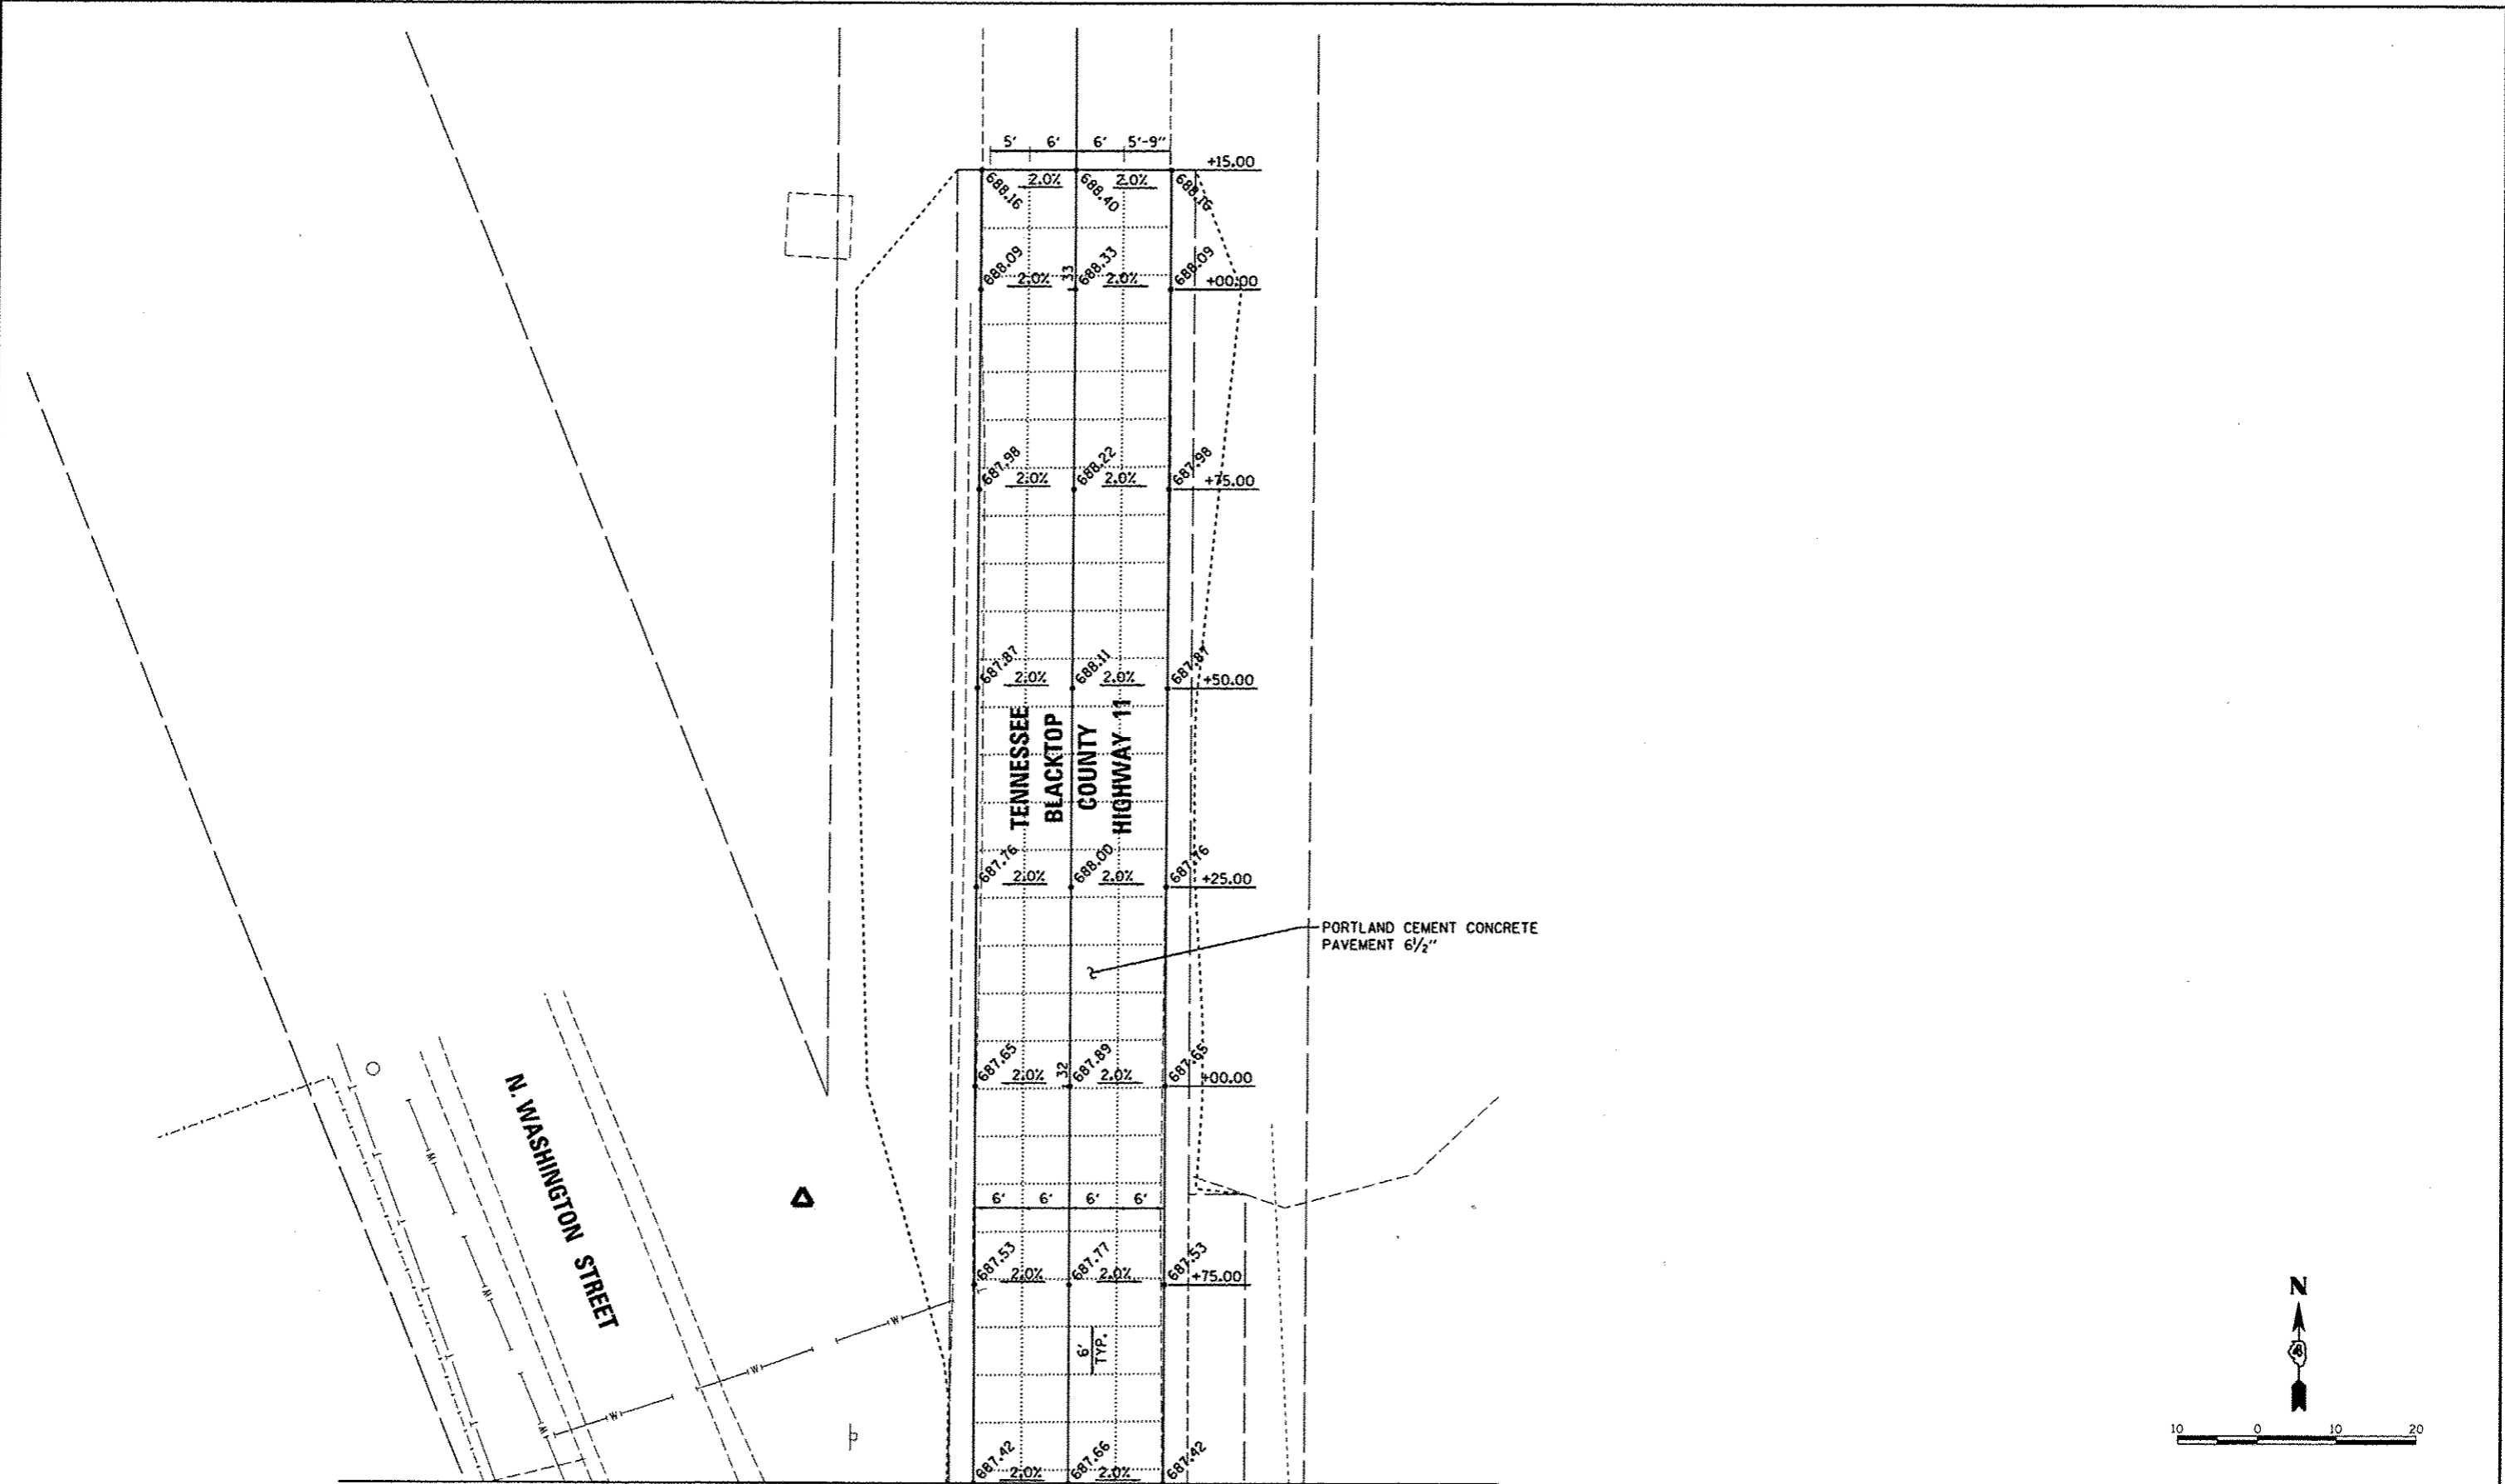 5' 6' 6' 5'-9"
+15.00
688.16 2.0% 688.40 2.0% 688.16
688.09 2.0% 33 688.33 2.0% 688.09 +00.00
687.98 2.0% 688.22 2.0% 687.98 +75.00
687.87 2.0% 688.11 2.0% 687.87 +50.00
TENNESSEE
BLACKTOP
COUNTY
HIGHWAY 11
687.76 2.0% 688.00 2.0% 687.76 +25.00
PORTLAND CEMENT CONCRETE
PAVEMENT 6½"
687.65 2.0% 32 687.89 2.0% 687.65 +00.00
N. WASHINGTON STREET
6' 6' 6' 6'
687.53 2.0% 687.77 2.0% 687.53 +75.00
6'
TYP.
687.42 2.0% 687.66 2.0% 687.42
T T T T T T
W W W
W W W
N
10 0 10 20